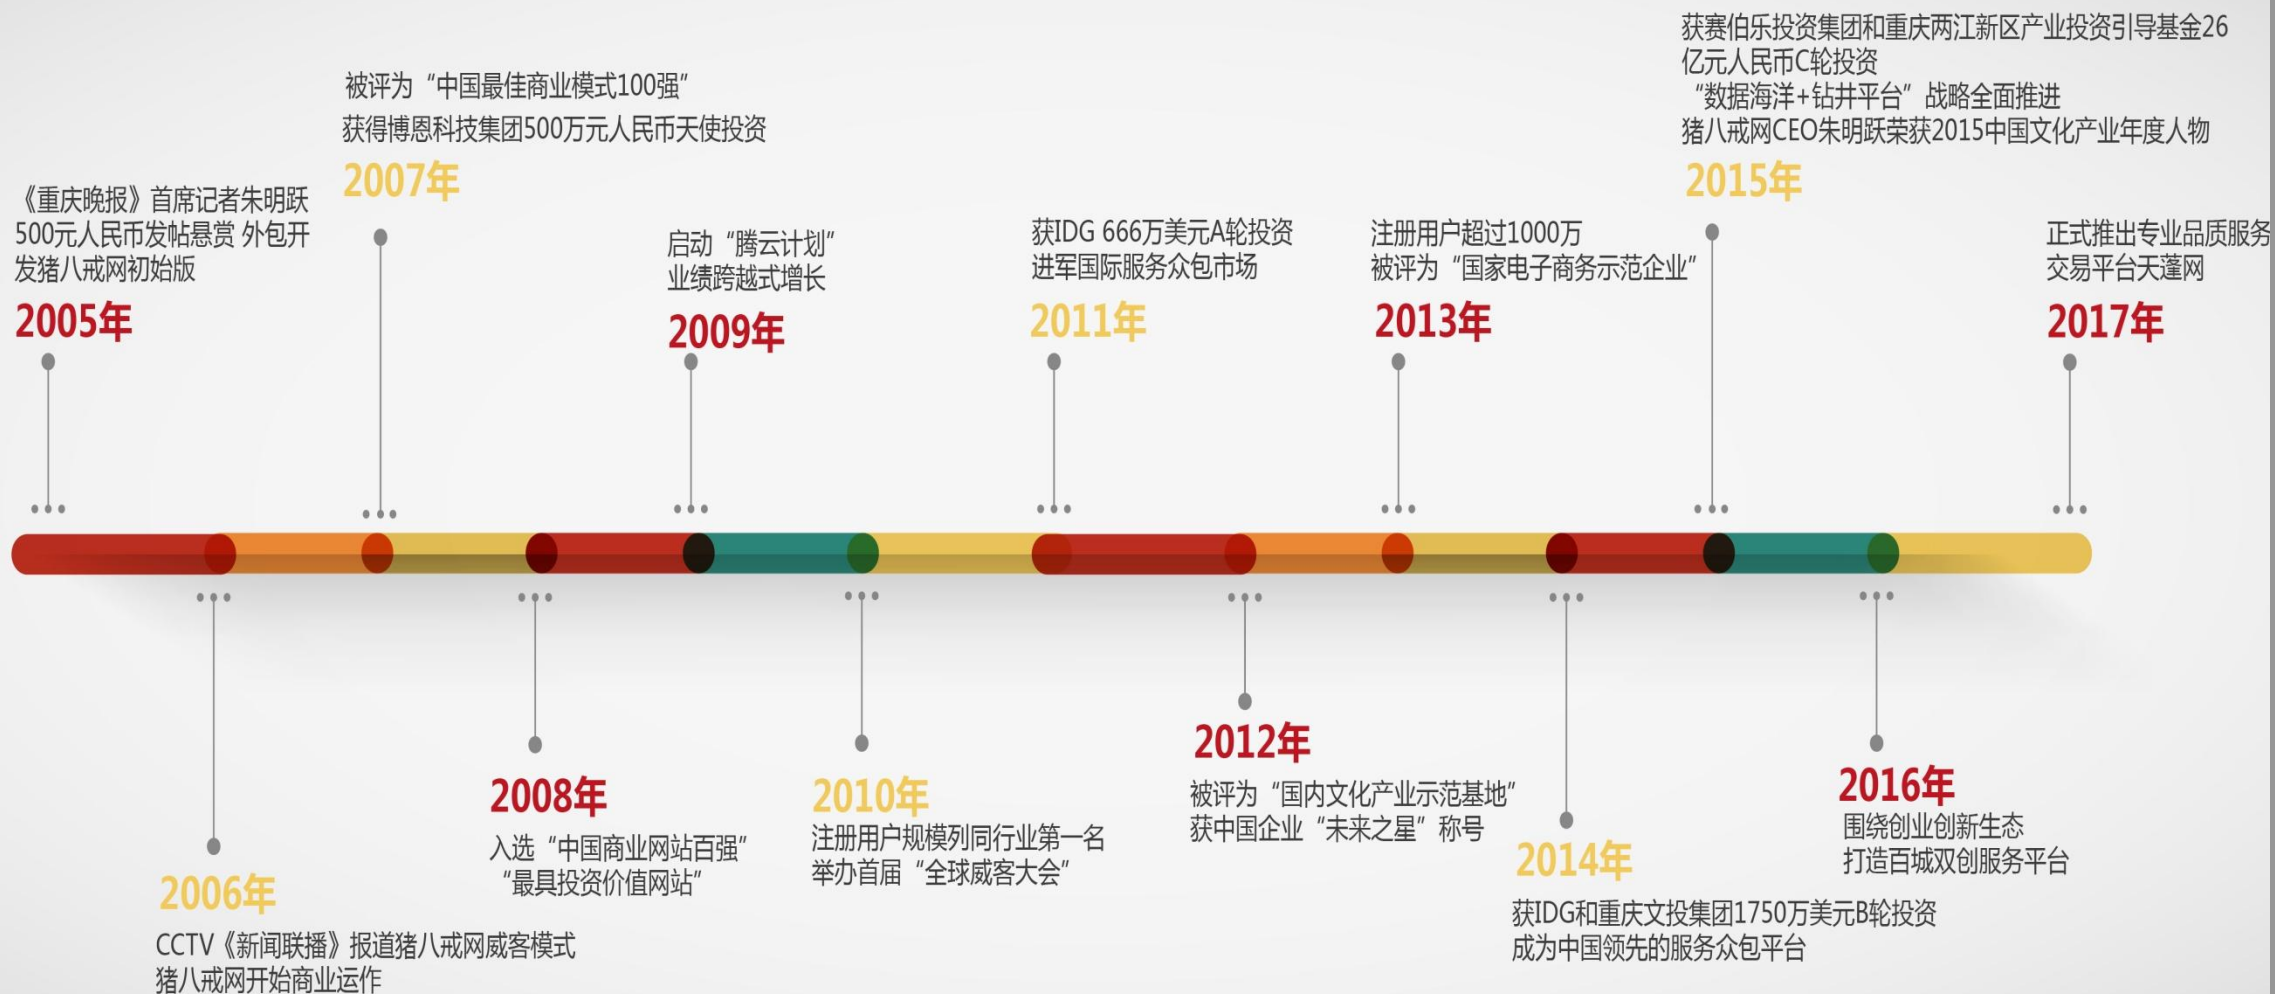 《重庆晚报》首席记者朱明跃
500元人民币发帖悬赏 外包开
发猪八戒网初始版
2005年
CCTV《新闻联播》报道猪八戒网威客模式
猪八戒网开始商业运作
2006年
被评为“中国最佳商业模式100强”
获得博恩科技集团500万元人民币天使投资
2007年
2008年
入选“中国商业网站百强”
“最具投资价值网站”
启动“腾云计划”
业绩跨越式增长
2009年
2010年
注册用户规模列同行业第一名
举办首届“全球威客大会”
获IDG 666万美元A轮投资
进军国际服务众包市场
2011年
2012年
被评为“国内文化产业示范基地”
获中国企业“未来之星”称号
注册用户超过1000万
被评为“国家电子商务示范企业”
2013年
2014年
获IDG和重庆文投集团1750万美元B轮投资
成为中国领先的服务众包平台
获赛伯乐投资集团和重庆两江新区产业投资引导基金26
亿元人民币C轮投资
“数据海洋+钻井平台”战略全面推进
猪八戒网CEO朱明跃荣获2015中国文化产业年度人物
2015年
2016年
围绕创业创新生态
打造百城双创服务平台
正式推出专业品质服务
交易平台天蓬网
2017年